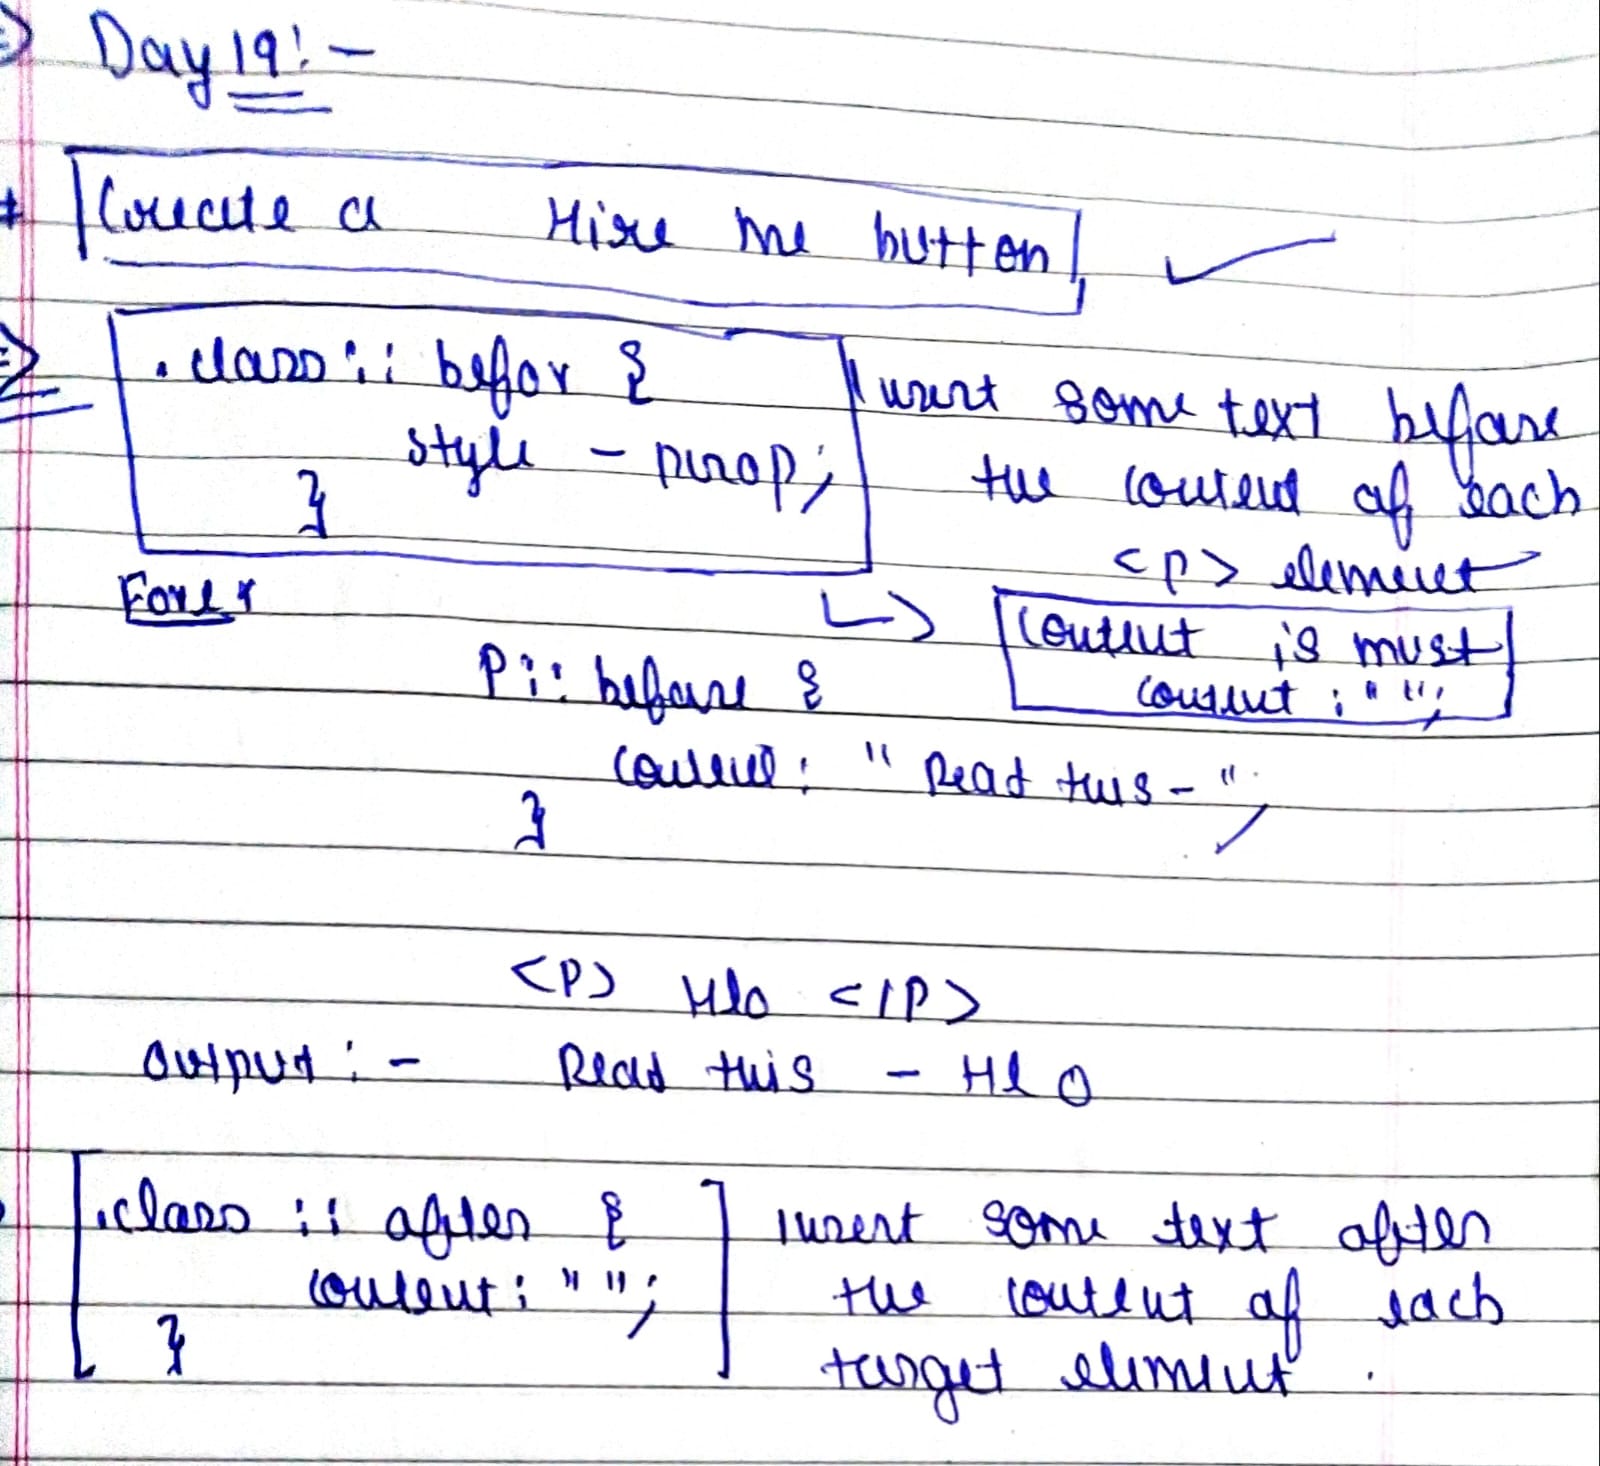 Day 19:-
Create a Hire me button
.class :: befor {
style - prop;
}
Insert some text before
the content of each
<p> element
content is must
content : " ";
For ex
P:: before {
content: " Read this - ";
}
<P> Hlo </P>
output :- Read this - Hlo
.class :: after {
content : " ";
}
Insert some text after
the content of each
target element .